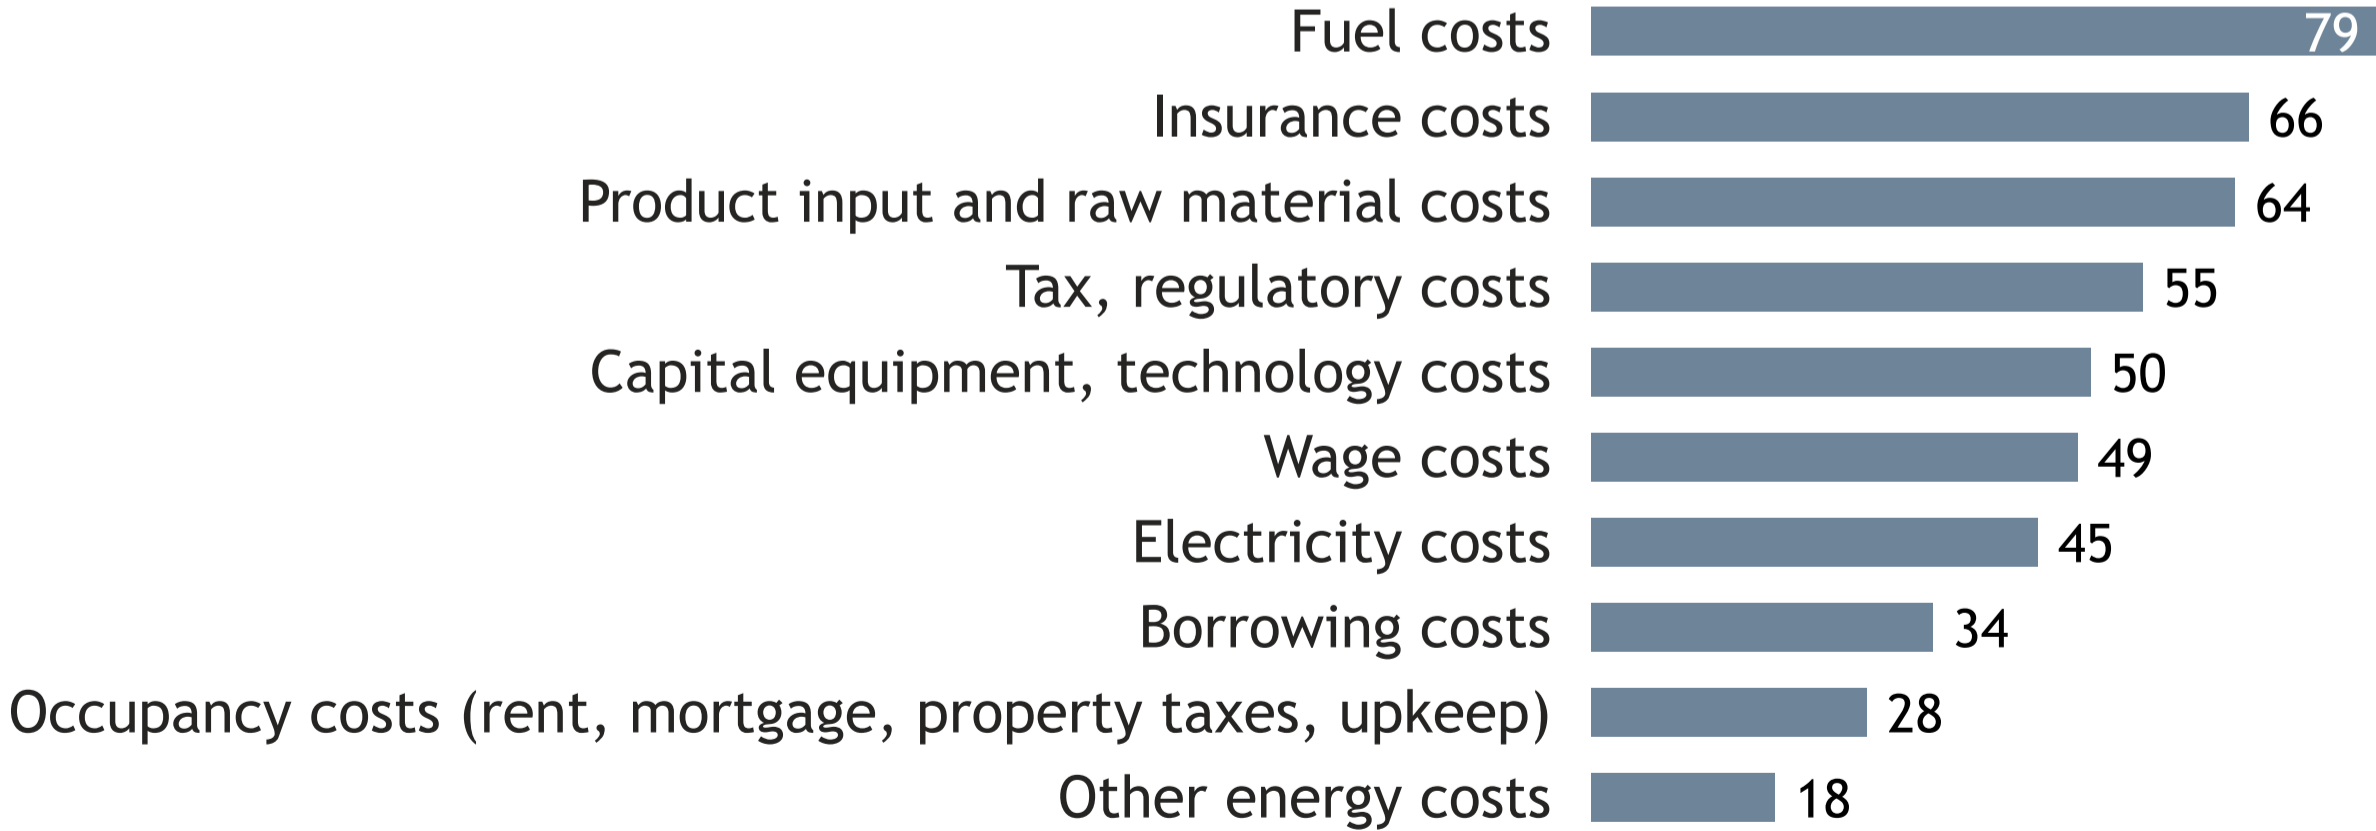 Fuel costs 79
Insurance costs 66
Product input and raw material costs 64
Tax, regulatory costs 55
Capital equipment, technology costs 50
Wage costs 49
Electricity costs 45
Borrowing costs 34
Occupancy costs (rent, mortgage, property taxes, upkeep) 28
Other energy costs 18